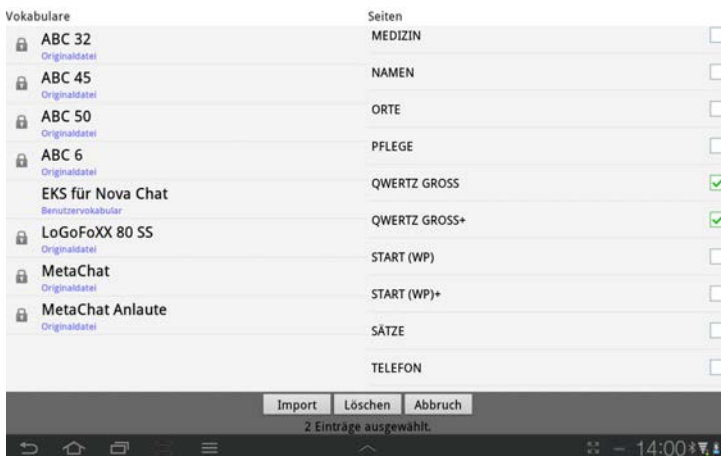 Vokabulare
ABC 32
Originaldatei
ABC 45
Originaldatei
ABC 50
Originaldatei
ABC 6
Originaldatei
EKS für Nova Chat
Benutzervokabular
LoGoFoXX 80 SS
Originaldatei
MetaChat
Originaldatei
MetaChat Anlaute
Originaldatei
Seiten
MEDIZIN
NAMEN
ORTE
PFLEGE
QWERTZ GROSS
QWERTZ GROSS+
START (WP)
START (WP)+
SÄTZE
TELEFON
Import Löschen Abbruch
2 Einträge ausgewählt.
14:00